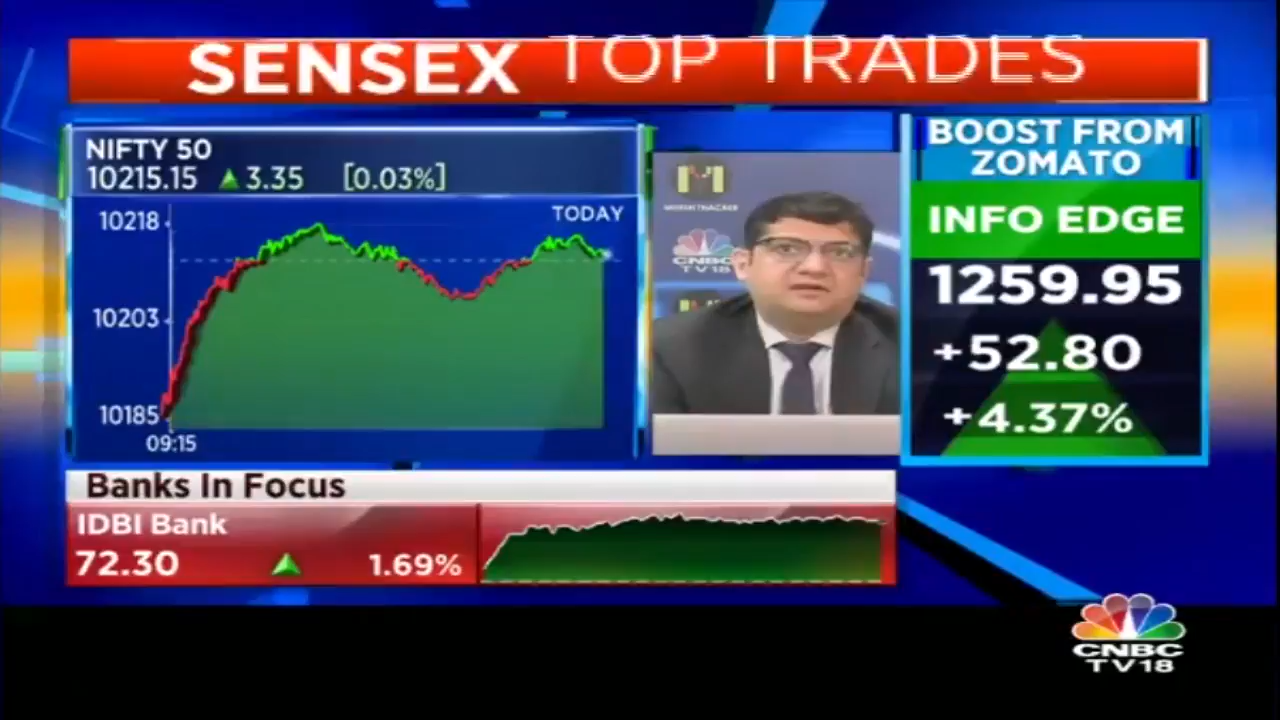 SENSEX TOP TRADES
NIFTY 50
10215.15 ▲ 3.35 [0.03%]
TODAY
10218
10203
10185
09:15
CNBC
TV18
BOOST FROM
ZOMATO
INFO EDGE
1259.95
+52.80
+4.37%
Banks In Focus
IDBI Bank
72.30 ▲ 1.69%
CNBC
TV18